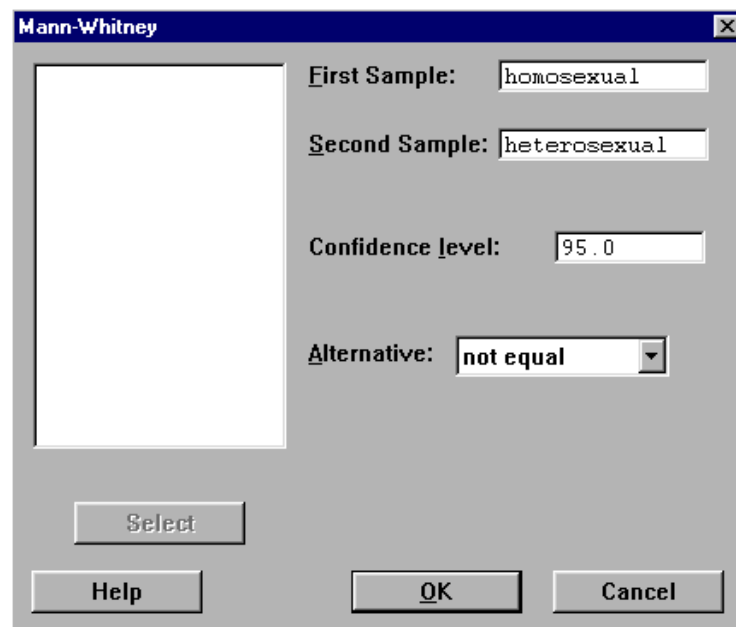 Mann-Whitney
First Sample: homosexual
Second Sample: heterosexual
Confidence level: 95.0
Alternative: not equal
Select
Help OK Cancel